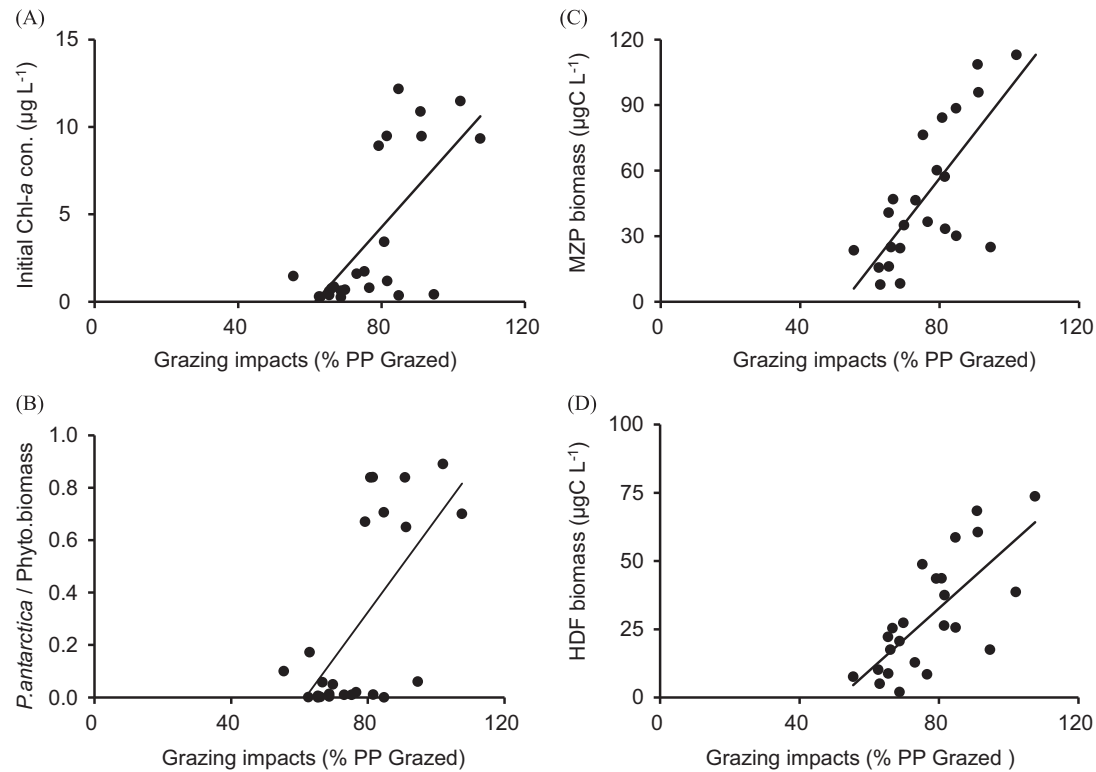 (A)
Initial Chl-a con. (µg L⁻¹)
15
10
5
0
0 40 80 120
Grazing impacts (% PP Grazed)
(C)
MZP biomass (µgC L⁻¹)
120
90
60
30
0
0 40 80 120
Grazing impacts (% PP Grazed)
(B)
P.antarctica / Phyto.biomass
1.0
0.8
0.6
0.4
0.2
0.0
0 40 80 120
Grazing impacts (% PP Grazed)
(D)
HDF biomass (µgC L⁻¹)
100
75
50
25
0
0 40 80 120
Grazing impacts (% PP Grazed )